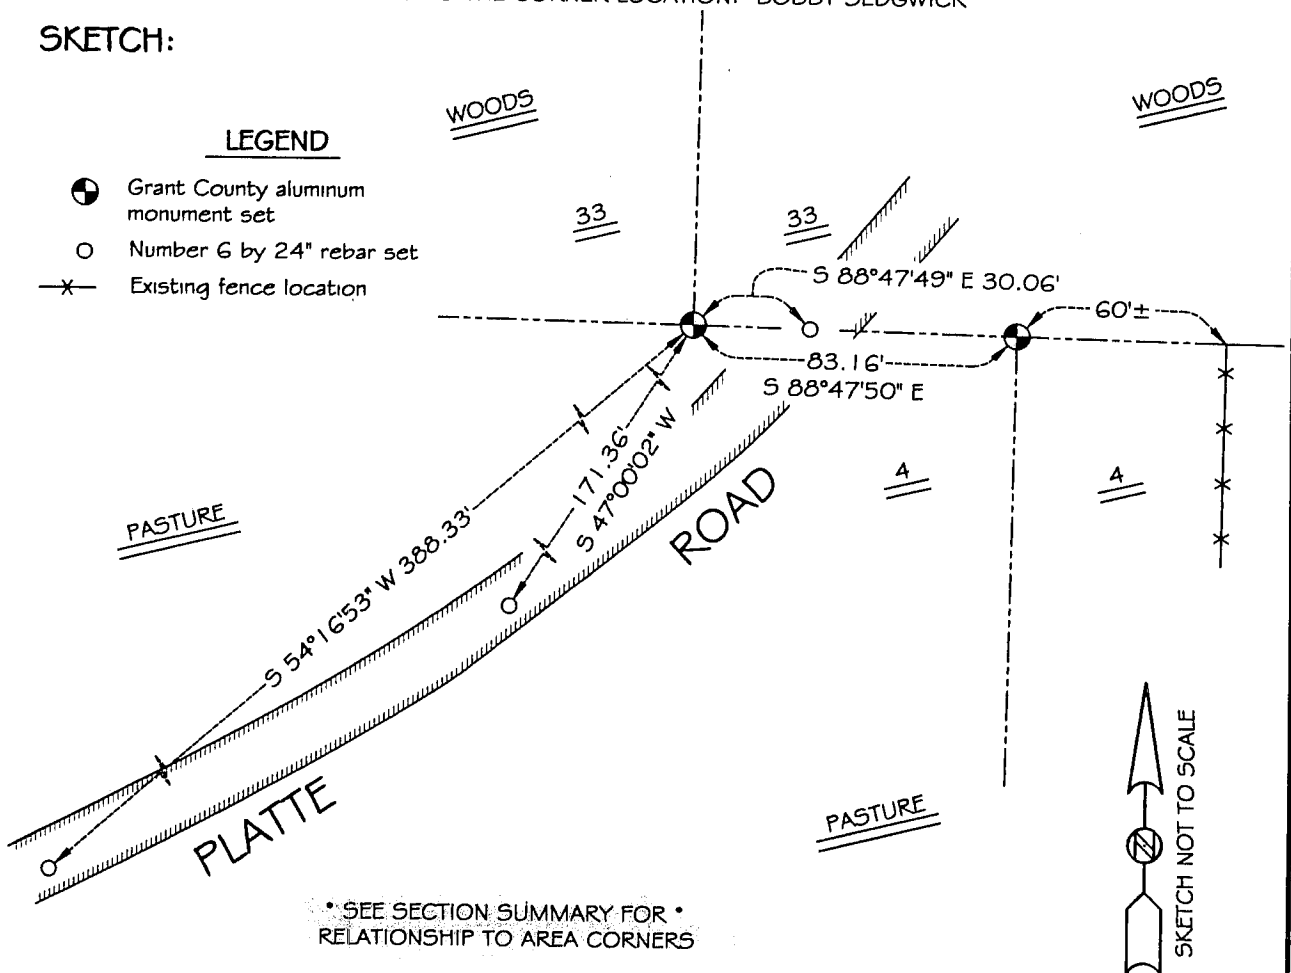 SKETCH:
WOODS
WOODS
LEGEND
Grant County aluminum
monument set
Number 6 by 24" rebar set
Existing fence location
33
33
S 88°47'49" E 30.06'
60'±
83.16'
S 88°47'50" E
171.36'
S 47°00'02" W
S 54°16'53" W 388.33'
4
4
PASTURE
ROAD
PLATTE
PASTURE
N
SKETCH NOT TO SCALE
* SEE SECTION SUMMARY FOR *
RELATIONSHIP TO AREA CORNERS